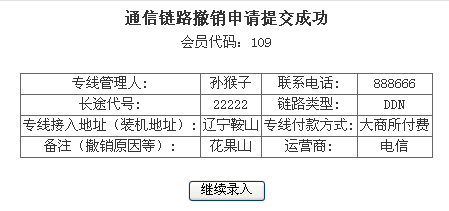 通信链路撤销申请提交成功
会员代码：109
专线管理人： 孙猴子 联系电话： 888666
长途代号： 22222 链路类型： DDN
专线接入地址（装机地址）: 辽宁鞍山 专线付款方式: 大商所付费
备注（撤销原因等）: 花果山 运营商： 电信
继续录入